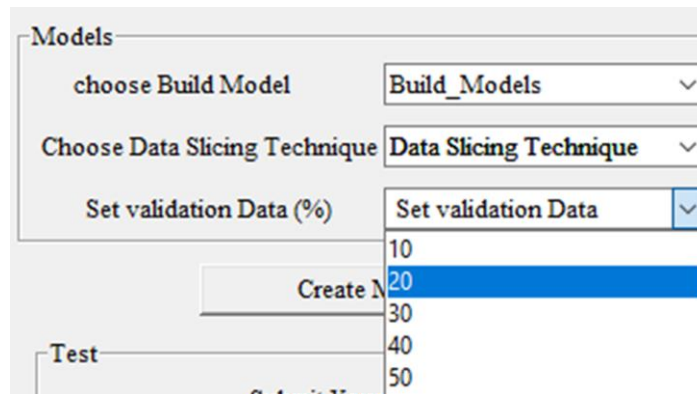 Models
choose Build Model Build_Models
Choose Data Slicing Technique Data Slicing Technique
Set validation Data (%) Set validation Data
10
Create 20
30
Test 40
50